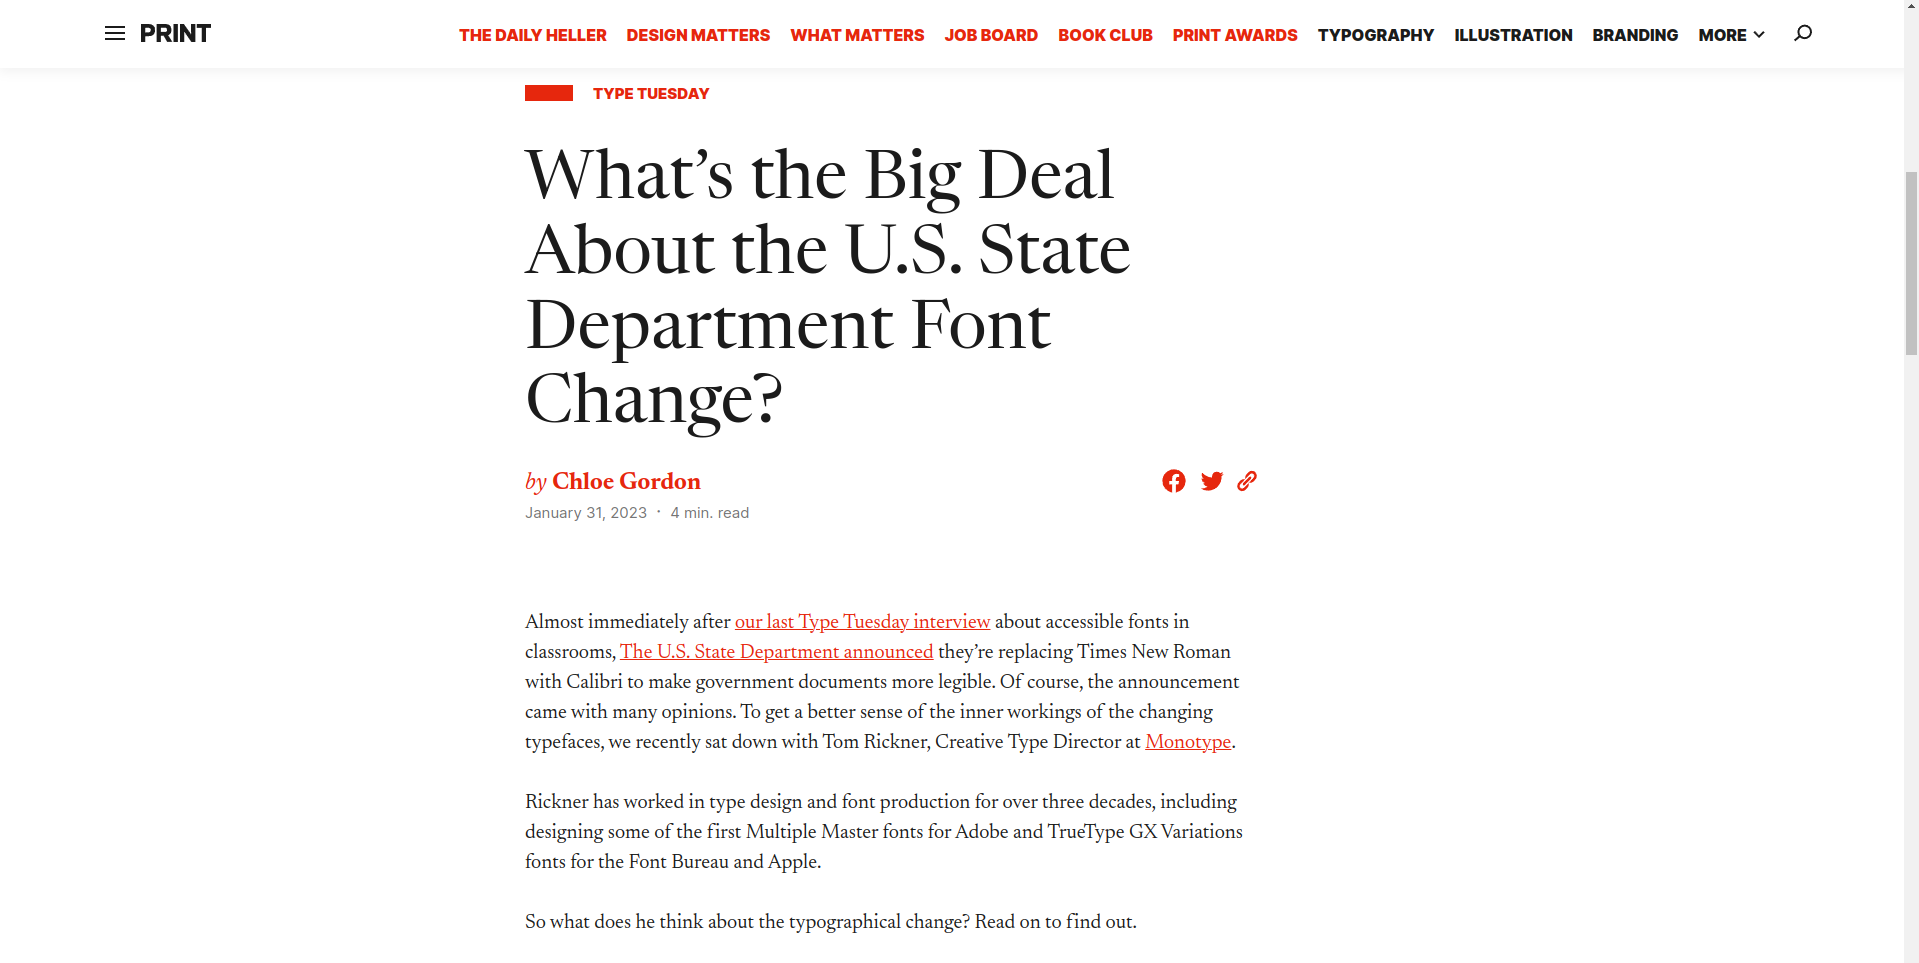 PRINT
THE DAILY HELLER DESIGN MATTERS WHAT MATTERS JOB BOARD BOOK CLUB PRINT AWARDS TYPOGRAPHY ILLUSTRATION BRANDING MORE
TYPE TUESDAY
What’s the Big Deal
About the U.S. State
Department Font
Change?
by Chloe Gordon
January 31, 2023 · 4 min. read
Almost immediately after our last Type Tuesday interview about accessible fonts in
classrooms, The U.S. State Department announced they’re replacing Times New Roman
with Calibri to make government documents more legible. Of course, the announcement
came with many opinions. To get a better sense of the inner workings of the changing
typefaces, we recently sat down with Tom Rickner, Creative Type Director at Monotype.
Rickner has worked in type design and font production for over three decades, including
designing some of the first Multiple Master fonts for Adobe and TrueType GX Variations
fonts for the Font Bureau and Apple.
So what does he think about the typographical change? Read on to find out.